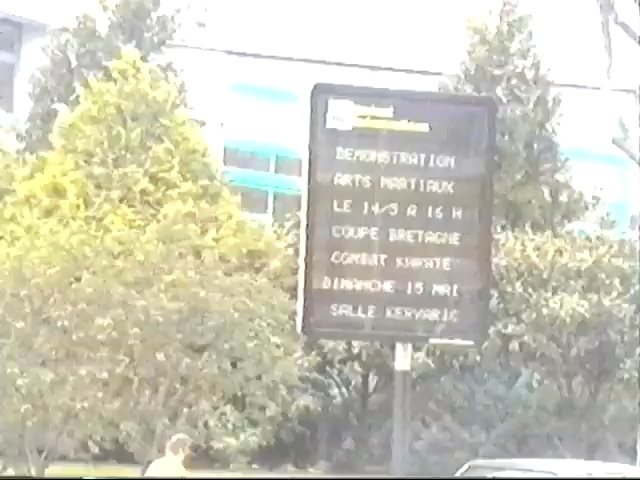 DEMONSTRATION
ARTS MARTIAUX
LE 14/5 A 16 H
COUPE BRETAGNE
COMBAT KARATE
DIMANCHE 15 MAI
SALLE KERVARIC